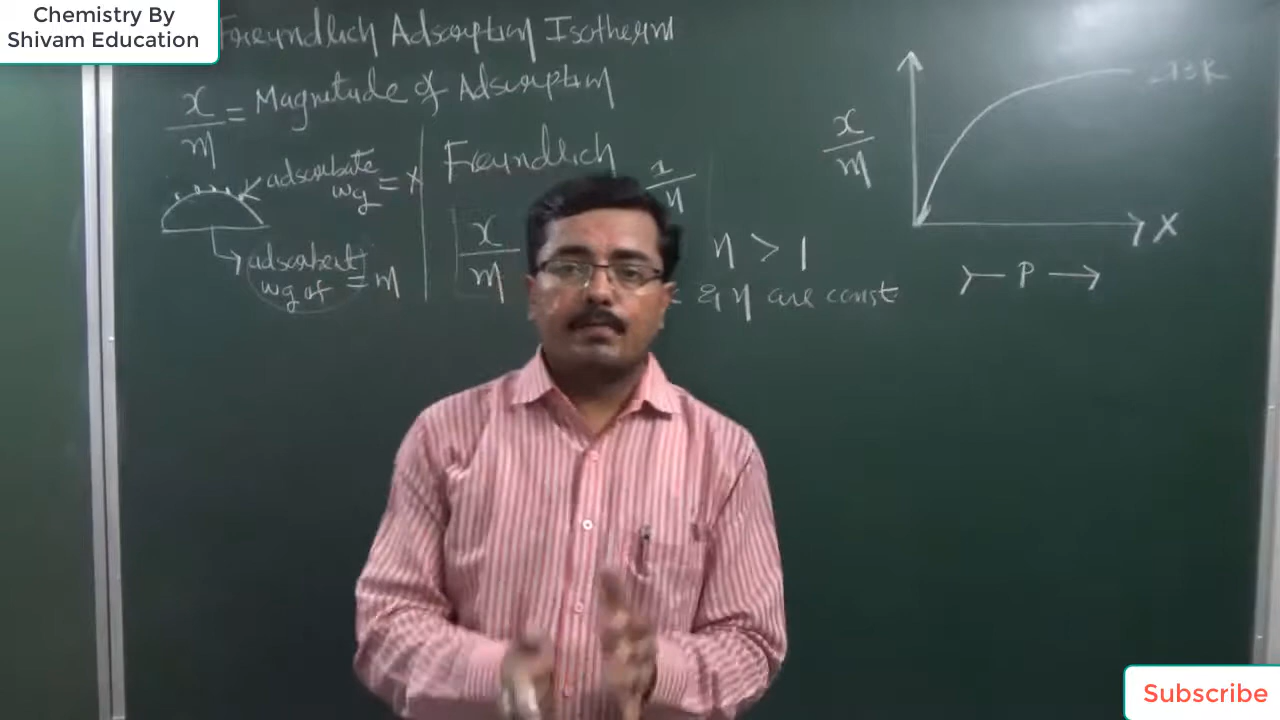 Chemistry By
Shivam Education
Freundlich Adsorption Isotherm
x/m = Magnitude of Adsorption
adsorbate
wg = x
adsorbent
wg of = m
Freundlich
x/m
1/n
n > 1
& n are const
x/m
X
P
Subscribe